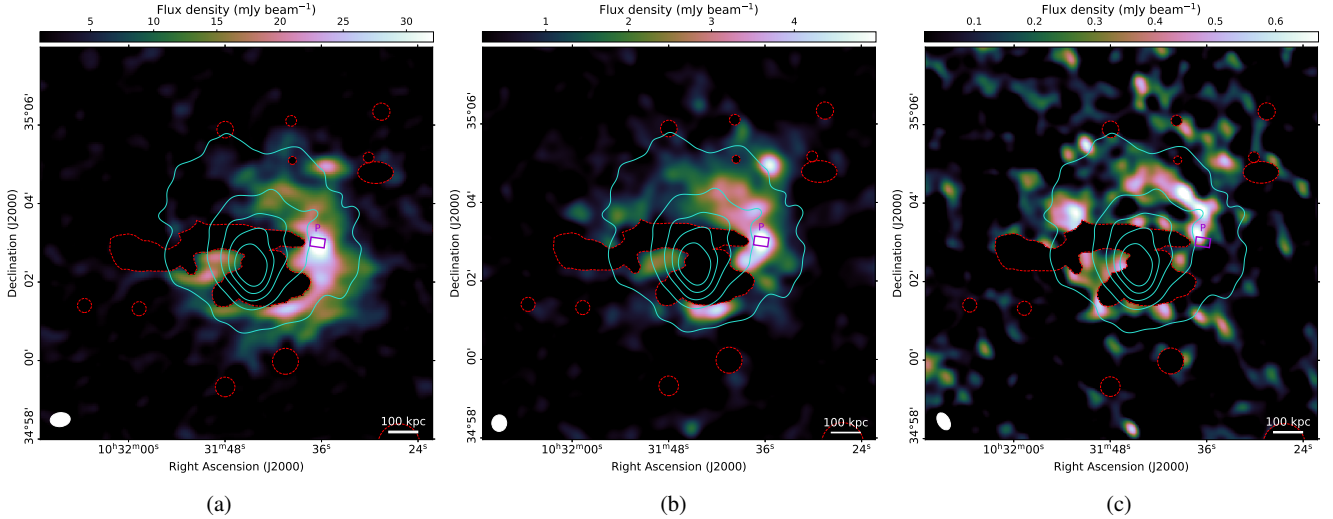 Flux density (mJy beam⁻¹)
5 10 15 20 25 30
Declination (J2000)
35°06'
04'
02'
00'
34°58'
P
100 kpc
10ʰ32ᵐ00ˢ 31ᵐ48ˢ 36ˢ 24ˢ
Right Ascension (J2000)
(a)
Flux density (mJy beam⁻¹)
1 2 3 4
Declination (J2000)
35°06'
04'
02'
00'
34°58'
P
100 kpc
10ʰ32ᵐ00ˢ 31ᵐ48ˢ 36ˢ 24ˢ
Right Ascension (J2000)
(b)
Flux density (mJy beam⁻¹)
0.1 0.2 0.3 0.4 0.5 0.6
Declination (J2000)
35°06'
04'
02'
00'
34°58'
P
100 kpc
10ʰ32ᵐ00ˢ 31ᵐ48ˢ 36ˢ 24ˢ
Right Ascension (J2000)
(c)